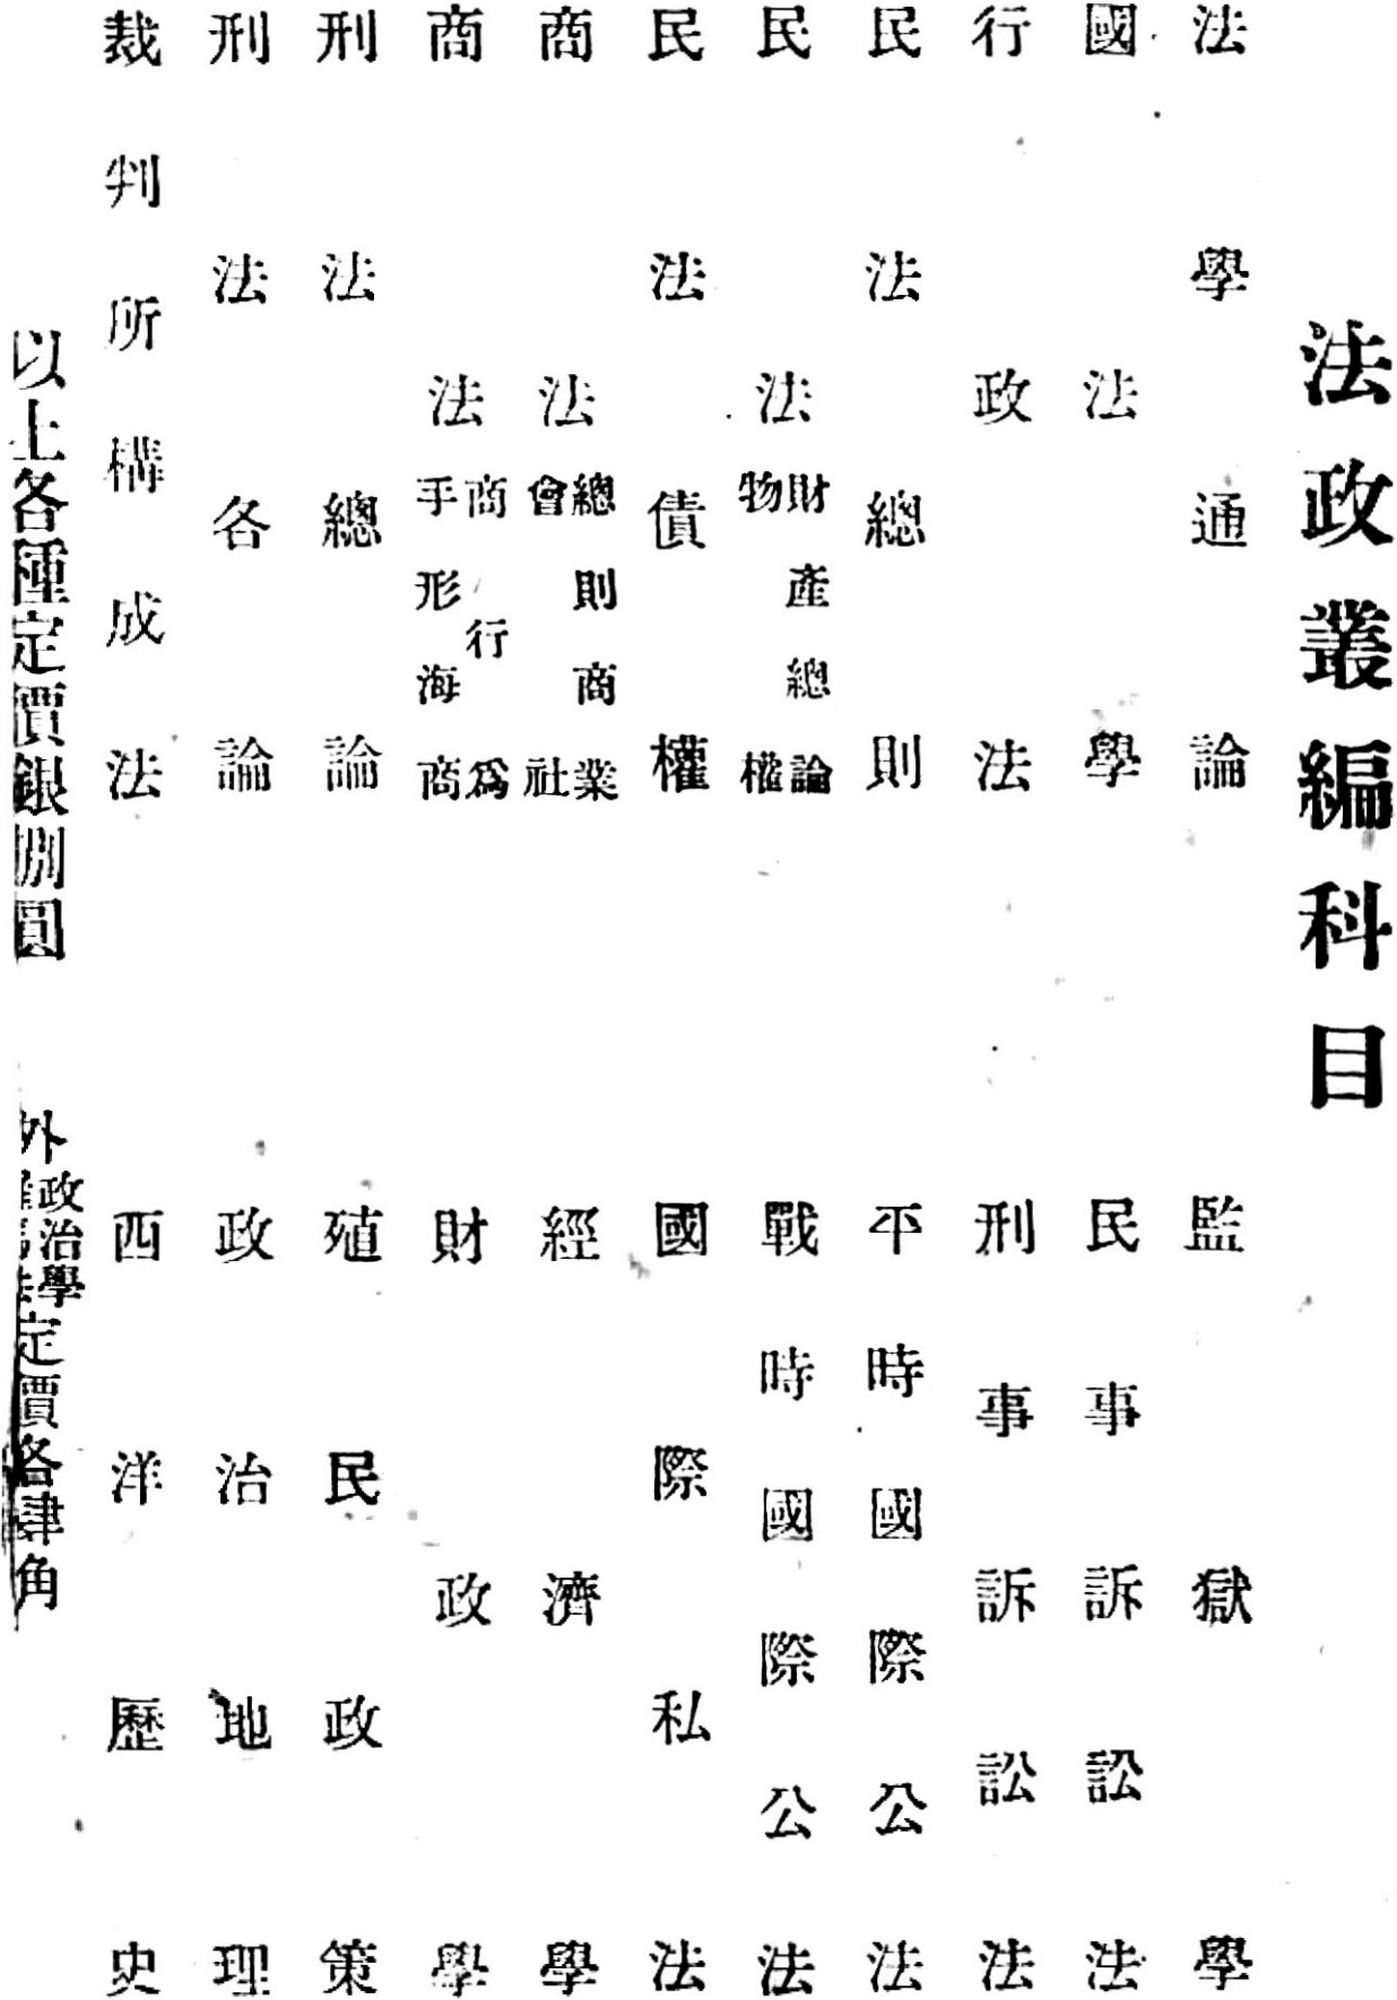 法政叢編科目
法學通論
國法學
行政法
民法總則
民法財產總論物權
民法債權
商法總則商業會社
商法商行爲手形海商
刑法總論
刑法各論
裁判所構成法
監獄學
民事訴訟法
刑事訴訟法
平時國際公法
戰時國際公法
國際私法
經濟學
財政學
殖民政策
政治地理
西洋歷史
以上各種定價銀捌圓
外政治學定價各肆角